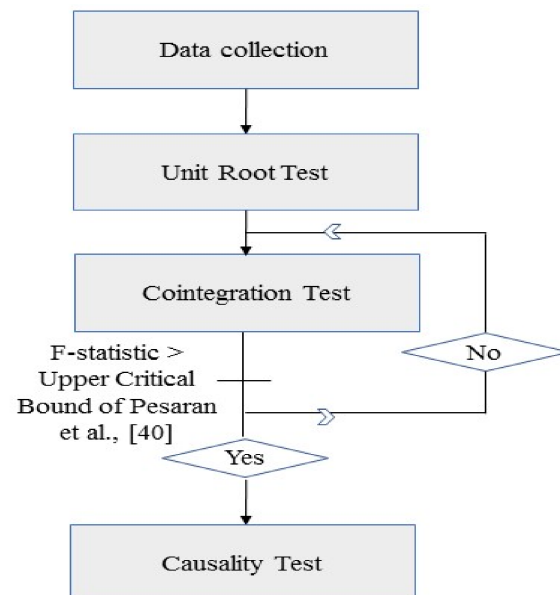 Data collection
Unit Root Test
Cointegration Test
F-statistic >
Upper Critical
Bound of Pesaran
et al., [40]
No
Yes
Causality Test